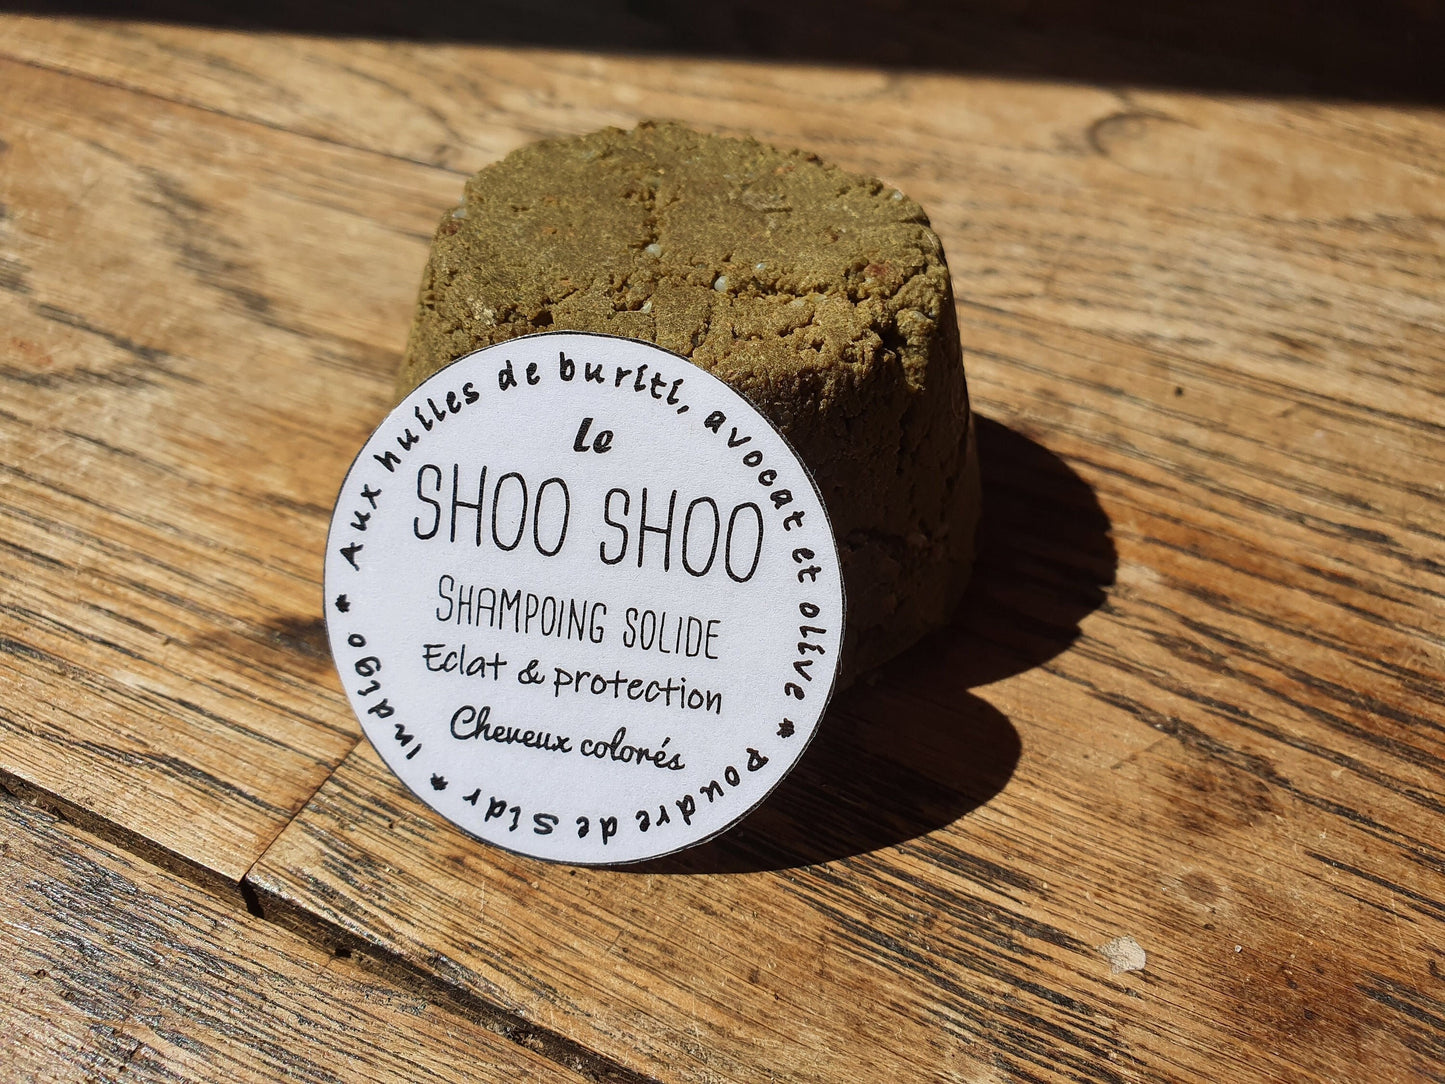 le
SHOO SHOO
SHAMPOING SOLIDE
Eclat & protection
Cheveux colorés
Aux huiles de buriti, avocat et olive * Poudre de Sidr * Indigo *